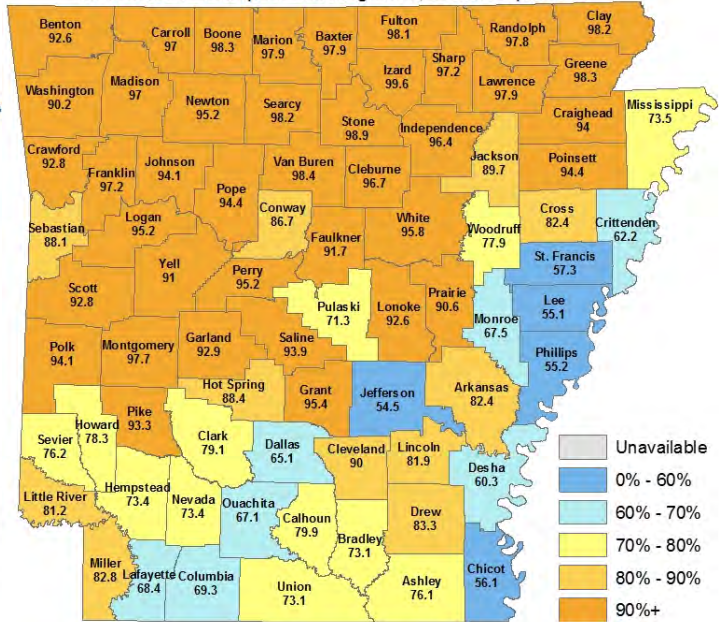 Benton
92.6
Carroll
97
Boone
98.3
Marion
97.9
Baxter
97.9
Fulton
98.1
Randolph
97.8
Clay
98.2
Washington
90.2
Madison
97
Newton
95.2
Searcy
98.2
Izard
99.6
Sharp
97.2
Lawrence
97.9
Greene
98.3
Stone
98.9
Independence
96.4
Craighead
94
Mississippi
73.5
Crawford
92.8
Franklin
97.2
Johnson
94.1
Pope
94.4
Van Buren
98.4
Cleburne
96.7
Jackson
89.7
Poinsett
94.4
Sebastian
88.1
Logan
95.2
Conway
86.7
Faulkner
91.7
White
95.8
Woodruff
77.9
Cross
82.4
Crittenden
62.2
Scott
92.8
Yell
91
Perry
95.2
St. Francis
57.3
Pulaski
71.3
Lonoke
92.6
Prairie
90.6
Monroe
67.5
Lee
55.1
Polk
94.1
Montgomery
97.7
Garland
92.9
Saline
93.9
Phillips
55.2
Hot Spring
88.4
Grant
95.4
Jefferson
54.5
Arkansas
82.4
Howard
78.3
Pike
93.3
Sevier
76.2
Clark
79.1
Dallas
65.1
Cleveland
90
Lincoln
81.9
Desha
60.3
Little River
81.2
Hempstead
73.4
Nevada
73.4
Ouachita
67.1
Calhoun
79.9
Bradley
73.1
Drew
83.3
Miller
82.8
Lafayette
68.4
Columbia
69.3
Union
73.1
Ashley
76.1
Chicot
56.1
Unavailable
0% - 60%
60% - 70%
70% - 80%
80% - 90%
90%+